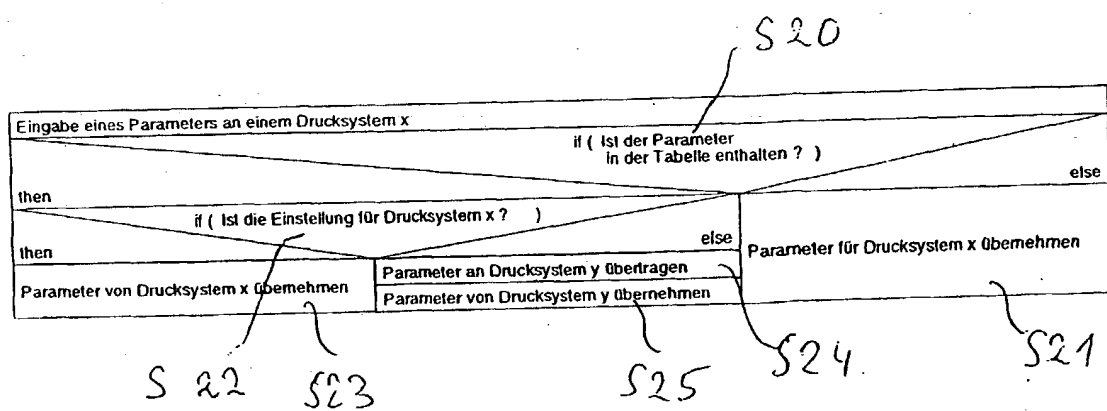 S20
Eingabe eines Parameters an einem Drucksystem x
if ( Ist der Parameter
in der Tabelle enthalten ? )
then
else
if ( Ist die Einstellung für Drucksystem x ? )
then
else
Parameter für Drucksystem x übernehmen
Parameter von Drucksystem x übernehmen
Parameter an Drucksystem y übertragen
Parameter von Drucksystem y übernehmen
S 22
S23
S25
S24
S21